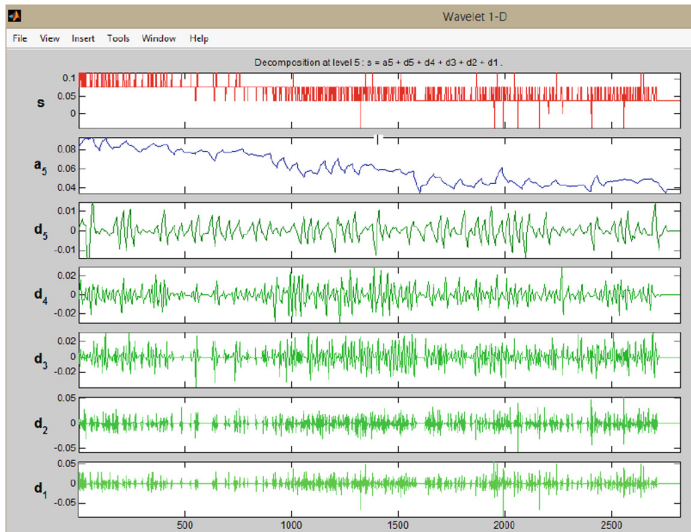 Wavelet 1-D
File View Insert Tools Window Help
Decomposition at level 5 : s = a5 + d5 + d4 + d3 + d2 + d1 .
s
0.1
0.05
0
a5
0.08
0.06
0.04
d5
0.01
0
-0.01
d4
0.02
0
-0.02
d3
0.02
0
-0.02
d2
0.05
0
-0.05
d1
0.05
0
-0.05
500 1000 1500 2000 2500